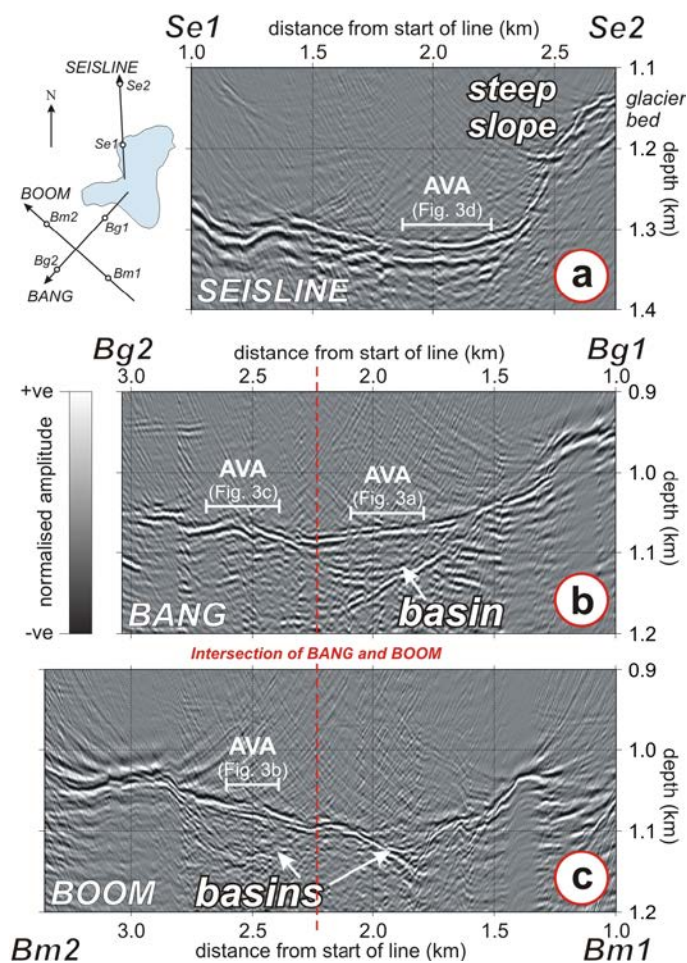 Se1 distance from start of line (km) Se2
1.0 1.5 2.0 2.5
SEISLINE
Se2
N
Se1
BOOM
Bm2
Bg1
Bg2
Bm1
BANG
steep
slope
AVA
(Fig. 3d)
SEISLINE
a
1.1
glacier
bed
1.2
1.3
1.4
depth (km)
Bg2 distance from start of line (km) Bg1
3.0 2.5 2.0 1.5 1.0
+ve
normalised amplitude
-ve
AVA
(Fig. 3c)
AVA
(Fig. 3a)
basin
BANG
b
0.9
1.0
1.1
1.2
depth (km)
Intersection of BANG and BOOM
AVA
(Fig. 3b)
basins
BOOM
c
0.9
1.0
1.1
1.2
depth (km)
3.0 2.5 2.0 1.5 1.0
Bm2 distance from start of line (km) Bm1